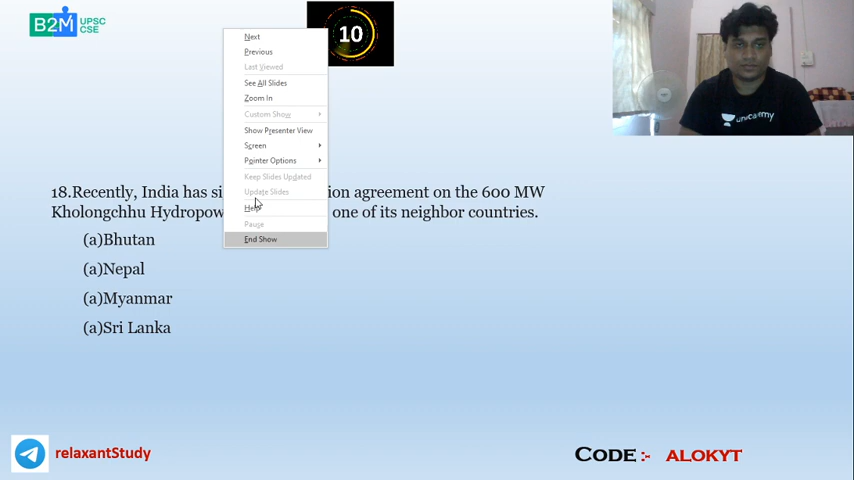 B2M UPSC
CSE
10
Next
Previous
Last Viewed
See All Slides
Zoom In
Custom Show
Show Presenter View
Screen
Pointer Options
Keep Slides Updated
Update Slides
Help
Pause
End Show
unacademy
18.Recently, India has si ion agreement on the 600 MW
Kholongchhu Hydropow one of its neighbor countries.
(a)Bhutan
(a)Nepal
(a)Myanmar
(a)Sri Lanka
relaxantStudy
CODE :- ALOKYT